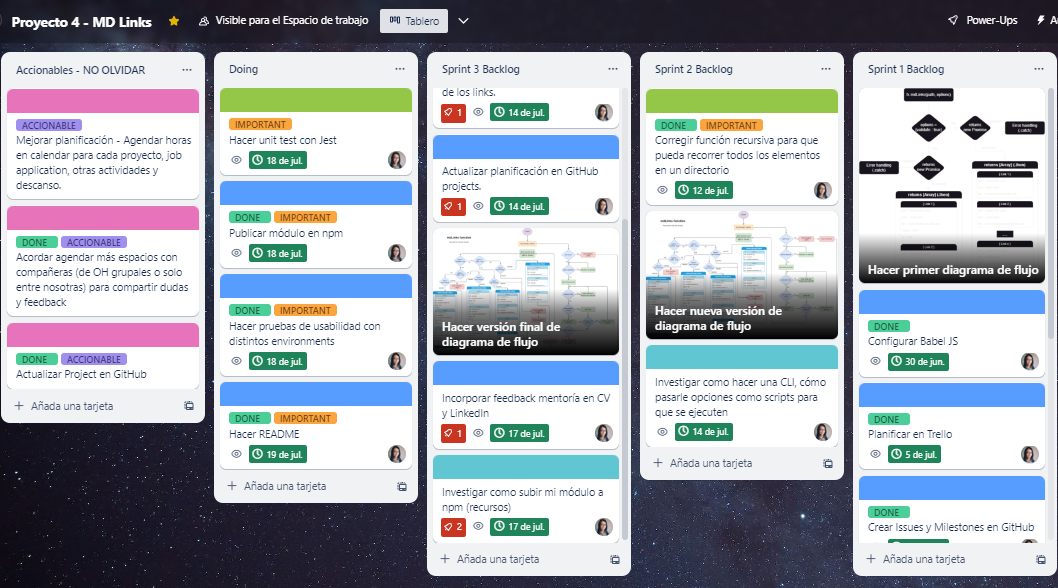 Proyecto 4 - MD Links
Visible para el Espacio de trabajo
Tablero
Power-Ups
Accionables - NO OLVIDAR
ACCIONABLE
Mejorar planificación - Agendar horas
en calendar para cada proyecto, job
application, otras actividades y
descanso.
DONE ACCIONABLE
Acordar agendar más espacios con
compañeras (de OH grupales o solo
entre nosotras) para compartir dudas
y feedback
DONE ACCIONABLE
Actualizar Project en GitHub
Añada una tarjeta
Doing
IMPORTANT
Hacer unit test con Jest
18 de jul.
DONE IMPORTANT
Publicar módulo en npm
18 de jul.
DONE IMPORTANT
Hacer pruebas de usabilidad con
distintos environments
18 de jul.
DONE IMPORTANT
Hacer README
19 de jul.
Añada una tarjeta
Sprint 3 Backlog
de los links.
1 14 de jul.
Actualizar planificación en GitHub
projects.
1 14 de jul.
Hacer versión final de
diagrama de flujo
Incorporar feedback mentoría en CV
y LinkedIn
1 17 de jul.
Investigar como subir mi módulo a
npm (recursos)
2 17 de jul.
Añada una tarjeta
Sprint 2 Backlog
DONE IMPORTANT
Corregir función recursiva para que
pueda recorrer todos los elementos
en un directorio
12 de jul.
Hacer nueva versión de
diagrama de flujo
Investigar como hacer una CLI, cómo
pasarle opciones como scripts para
que se ejecuten
14 de jul.
Añada una tarjeta
Sprint 1 Backlog
Error handling
(.catch)
returns
new Promise
Error handling
(.catch)
returns
new Promise
Hacer primer diagrama de flujo
DONE
Configurar Babel JS
30 de jun.
DONE
Planificar en Trello
5 de jul.
DONE
Crear Issues y Milestones en GitHub
Añada una tarjeta